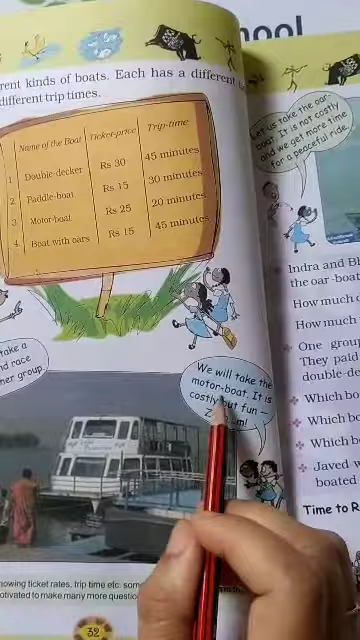 rent kinds of boats. Each has a different
different trip times.
Name of the Boat Ticket-price Trip-time
1 Double-decker Rs 30 45 minutes
2. Paddle-boat Rs 15 30 minutes
3 Motor-boat Rs 25 20 minutes
4. Boat with oars Rs 15 45 minutes
take a
nd race
her group.
We will take the
motor-boat. It is
costly but fun –
howing ticket rates, trip time etc. som
otivated to make many more question
32
hool
Let us take the oar
boat. It is not costly
and we get more time
for a peaceful ride.
Indra and Bh
the oar-boat
How much
How much
One grou
They paid
double-de
Which bo
Which bo
Which b
Javed w
boated
Time to R